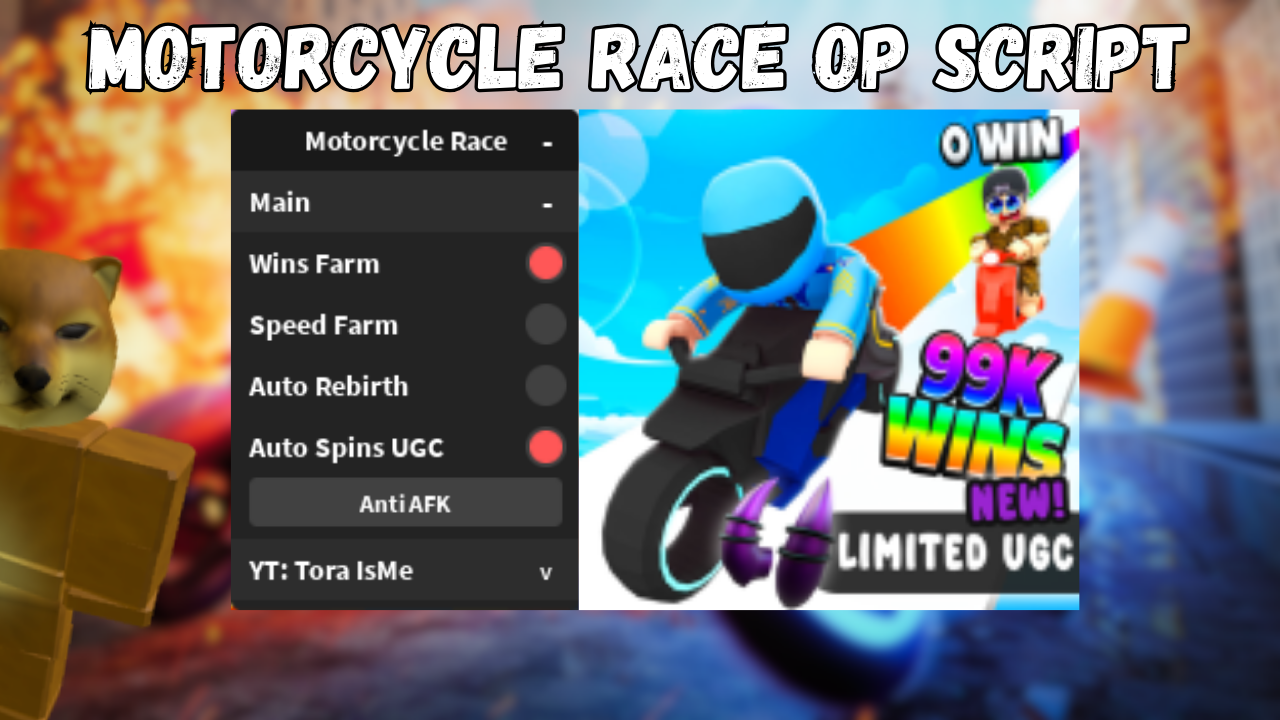 MOTORCYCLE RACE OP SCRIPT
Motorcycle Race -
Main -
Wins Farm
Speed Farm
Auto Rebirth
Auto Spins UGC
Anti AFK
YT: Tora IsMe v
0 WIN
99K
WINS
NEW!
LIMITED UGC